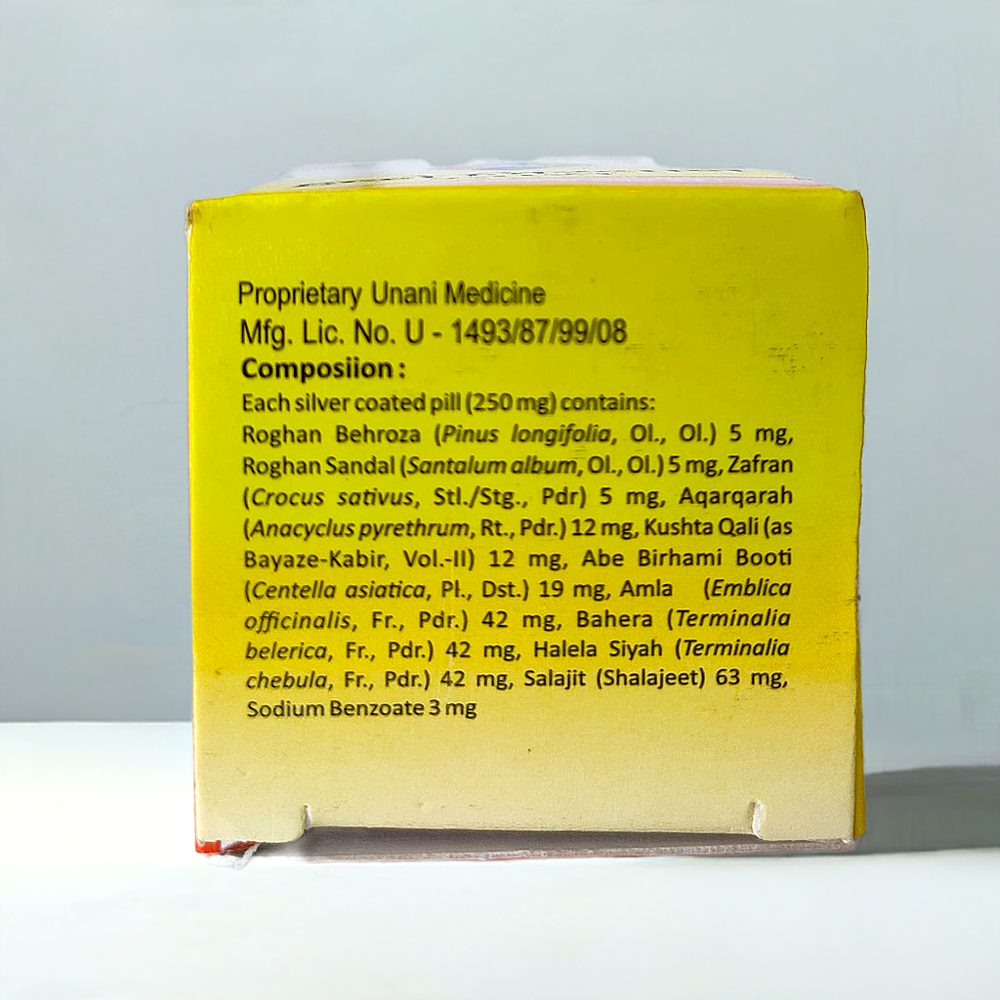 Proprietary Unani Medicine
Mfg. Lic. No. U - 1493/87/99/08
Composiion :
Each silver coated pill (250 mg) contains:
Roghan Behroza (Pinus longifolia, Ol., Ol.) 5 mg,
Roghan Sandal (Santalum album, Ol., Ol.) 5 mg, Zafran
(Crocus sativus, Stl./Stg., Pdr) 5 mg, Aqarqarah
(Anacyclus pyrethrum, Rt., Pdr.) 12 mg, Kushta Qali (as
Bayaze-Kabir, Vol.-II) 12 mg, Abe Birhami Booti
(Centella asiatica, Pl., Dst.) 19 mg, Amla (Emblica
officinalis, Fr., Pdr.) 42 mg, Bahera (Terminalia
belerica, Fr., Pdr.) 42 mg, Halela Siyah (Terminalia
chebula, Fr., Pdr.) 42 mg, Salajit (Shalajeet) 63 mg,
Sodium Benzoate 3 mg